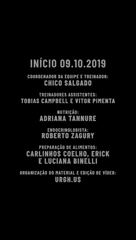 INÍCIO 09.10.2019
COORDENADOR DA EQUIPE E TREINADOR:
CHICO SALGADO
TREINADORES ASSISTENTES:
TOBIAS CAMPBELL E VITOR PIMENTA
NUTRIÇÃO:
ADRIANA TANNURE
ENDOCRINOLOGISTA:
ROBERTO ZAGURY
PREPARAÇÃO DE ALIMENTOS:
CARLINHOS COELHO, ERICK
E LUCIANA BINELLI
ORGANIZAÇÃO DO MATERIAL E EDIÇÃO DE VÍDEO:
URGH.US